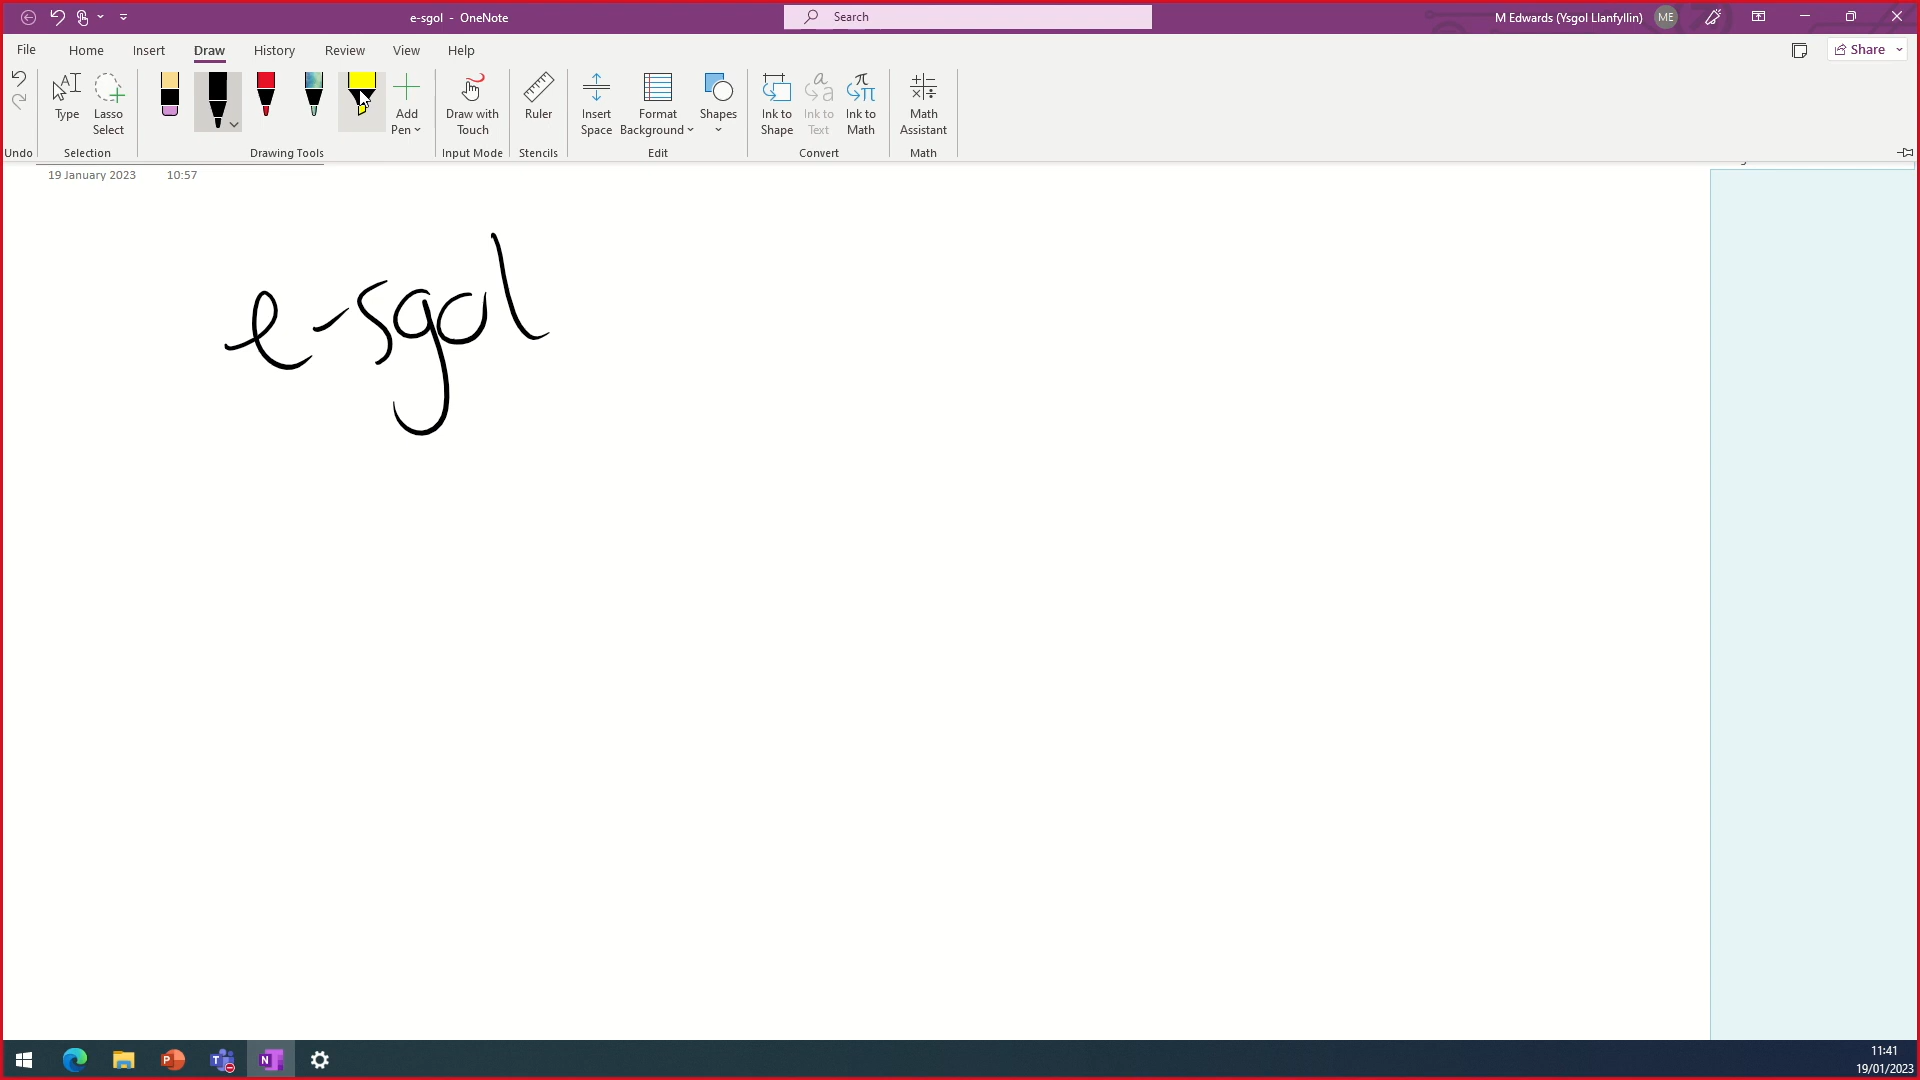 e-sgol - OneNote
Search
M Edwards (Ysgol Llanfyllin)
ME
File Home Insert Draw History Review View Help
Share
Type
Lasso Select
Add Pen
Draw with Touch
Ruler
Insert Space
Format Background
Shapes
Ink to Shape
Ink to Text
Ink to Math
Math Assistant
Undo Selection Drawing Tools Input Mode Stencils Edit Convert Math
19 January 2023 10:57
e-sgol
11:41
19/01/2023